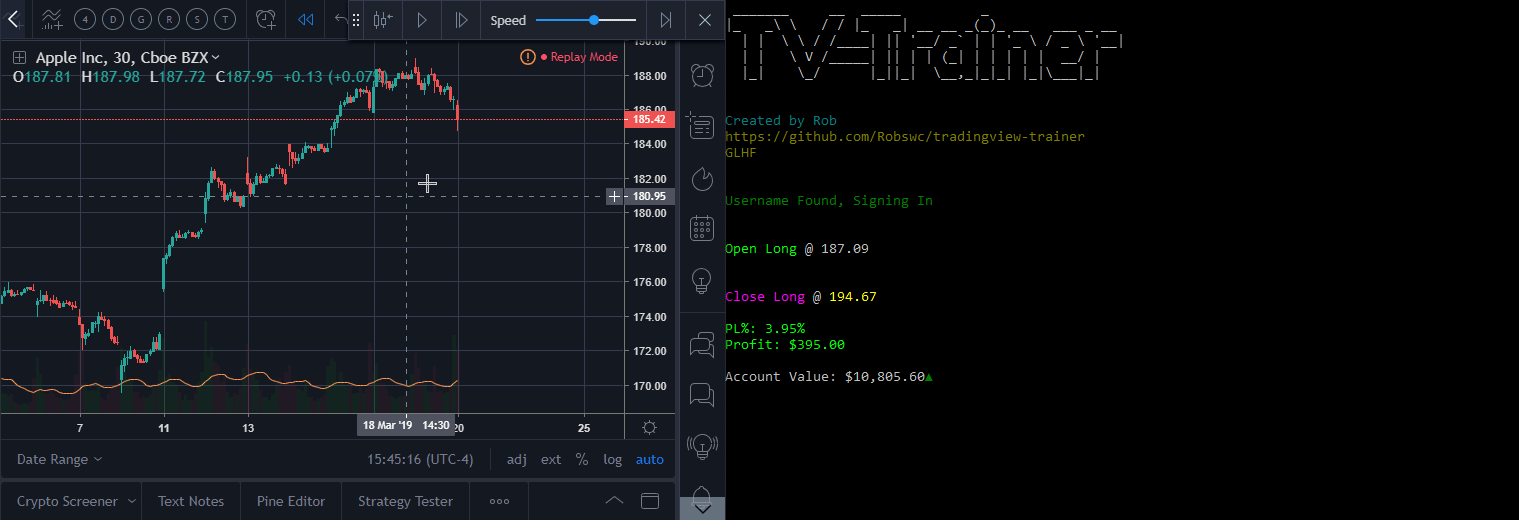 4 D G R S T
Speed
Apple Inc, 30, Cboe BZX
Replay Mode
O187.81 H187.98 L187.72 C187.95 +0.13 (+0.07%)
190.00
188.00
186.00
185.42
184.00
182.00
180.95
180.00
178.00
176.00
174.00
172.00
170.00
7 11 13 18 Mar '19 14:30 20 25
Date Range
15:45:16 (UTC-4)
adj ext % log auto
Crypto Screener
Text Notes
Pine Editor
Strategy Tester
TV-Trainer
Created by Rob
https://github.com/Robswc/tradingview-trainer
GLHF
Username Found, Signing In
Open Long @ 187.09
Close Long @ 194.67
PL%: 3.95%
Profit: $395.00
Account Value: $10,805.60▲